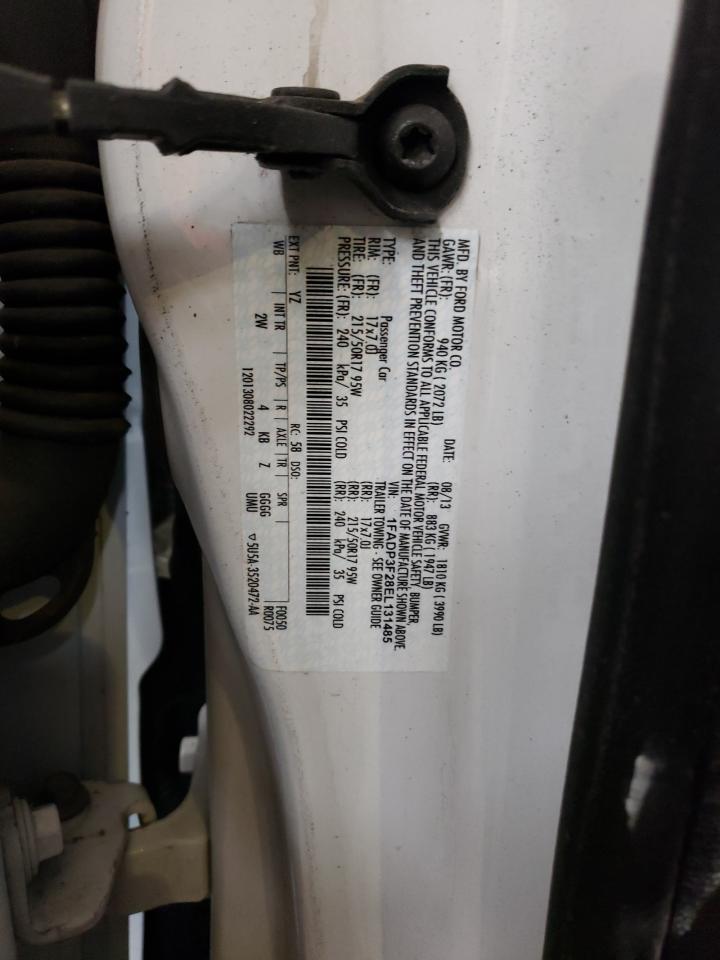 MFD. BY FORD MOTOR CO.
DATE: 08/13 GVWR: 1810 KG ( 3990 LB)
GAWR: (FR): 940 KG ( 2072 LB) (RR): 883 KG ( 1947 LB)
THIS VEHICLE CONFORMS TO ALL APPLICABLE FEDERAL MOTOR VEHICLE SAFETY, BUMPER,
AND THEFT PREVENTION STANDARDS IN EFFECT ON THE DATE OF MANUFACTURE SHOWN ABOVE.
VIN: 1FADP3F28EL131485
TYPE: Passenger Car TRAILER TOWING - SEE OWNER GUIDE
RIM: (FR): 17x7.0J (RR): 17x7.0J
TIRE: (FR): 215/50R17 95W (RR): 215/50R17 95W
PRESSURE: (FR): 240 kPa/ 35 PSI COLD (RR): 240 kPa/ 35 PSI COLD
EXT PNT: YZ RC: 58 DSO: F0050
WB INT TR TP/PS R AXLE TR SPR R0075
2W 4 KB Z GGGG
1201308022292 UMU ▽5U5A-3520472-AA